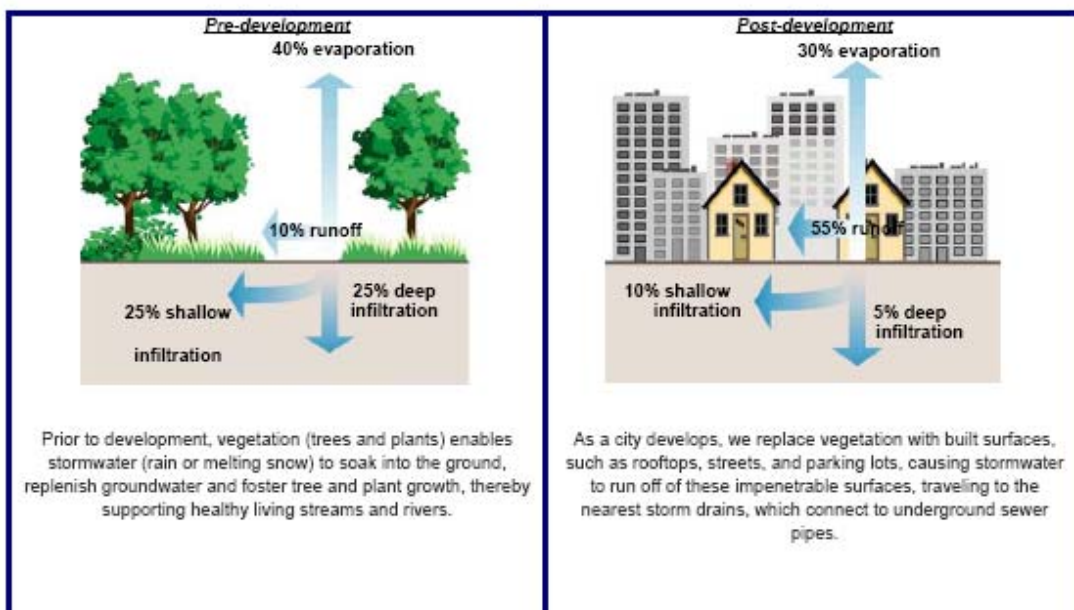 Pre-development
40% evaporation
10% runoff
25% shallow
infiltration
25% deep
infiltration
Prior to development, vegetation (trees and plants) enables
stormwater (rain or melting snow) to soak into the ground,
replenish groundwater and foster tree and plant growth, thereby
supporting healthy living streams and rivers.
Post-development
30% evaporation
55% runoff
10% shallow
infiltration
5% deep
infiltration
As a city develops, we replace vegetation with built surfaces,
such as rooftops, streets, and parking lots, causing stormwater
to run off of these impenetrable surfaces, traveling to the
nearest storm drains, which connect to underground sewer
pipes.